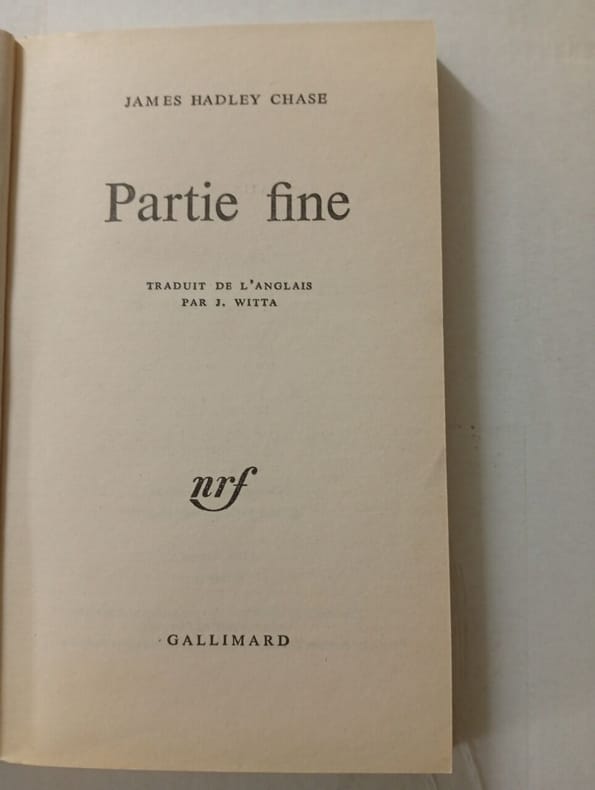 JAMES HADLEY CHASE
Partie fine
TRADUIT DE L'ANGLAIS
PAR J. WITTA
nrf
GALLIMARD